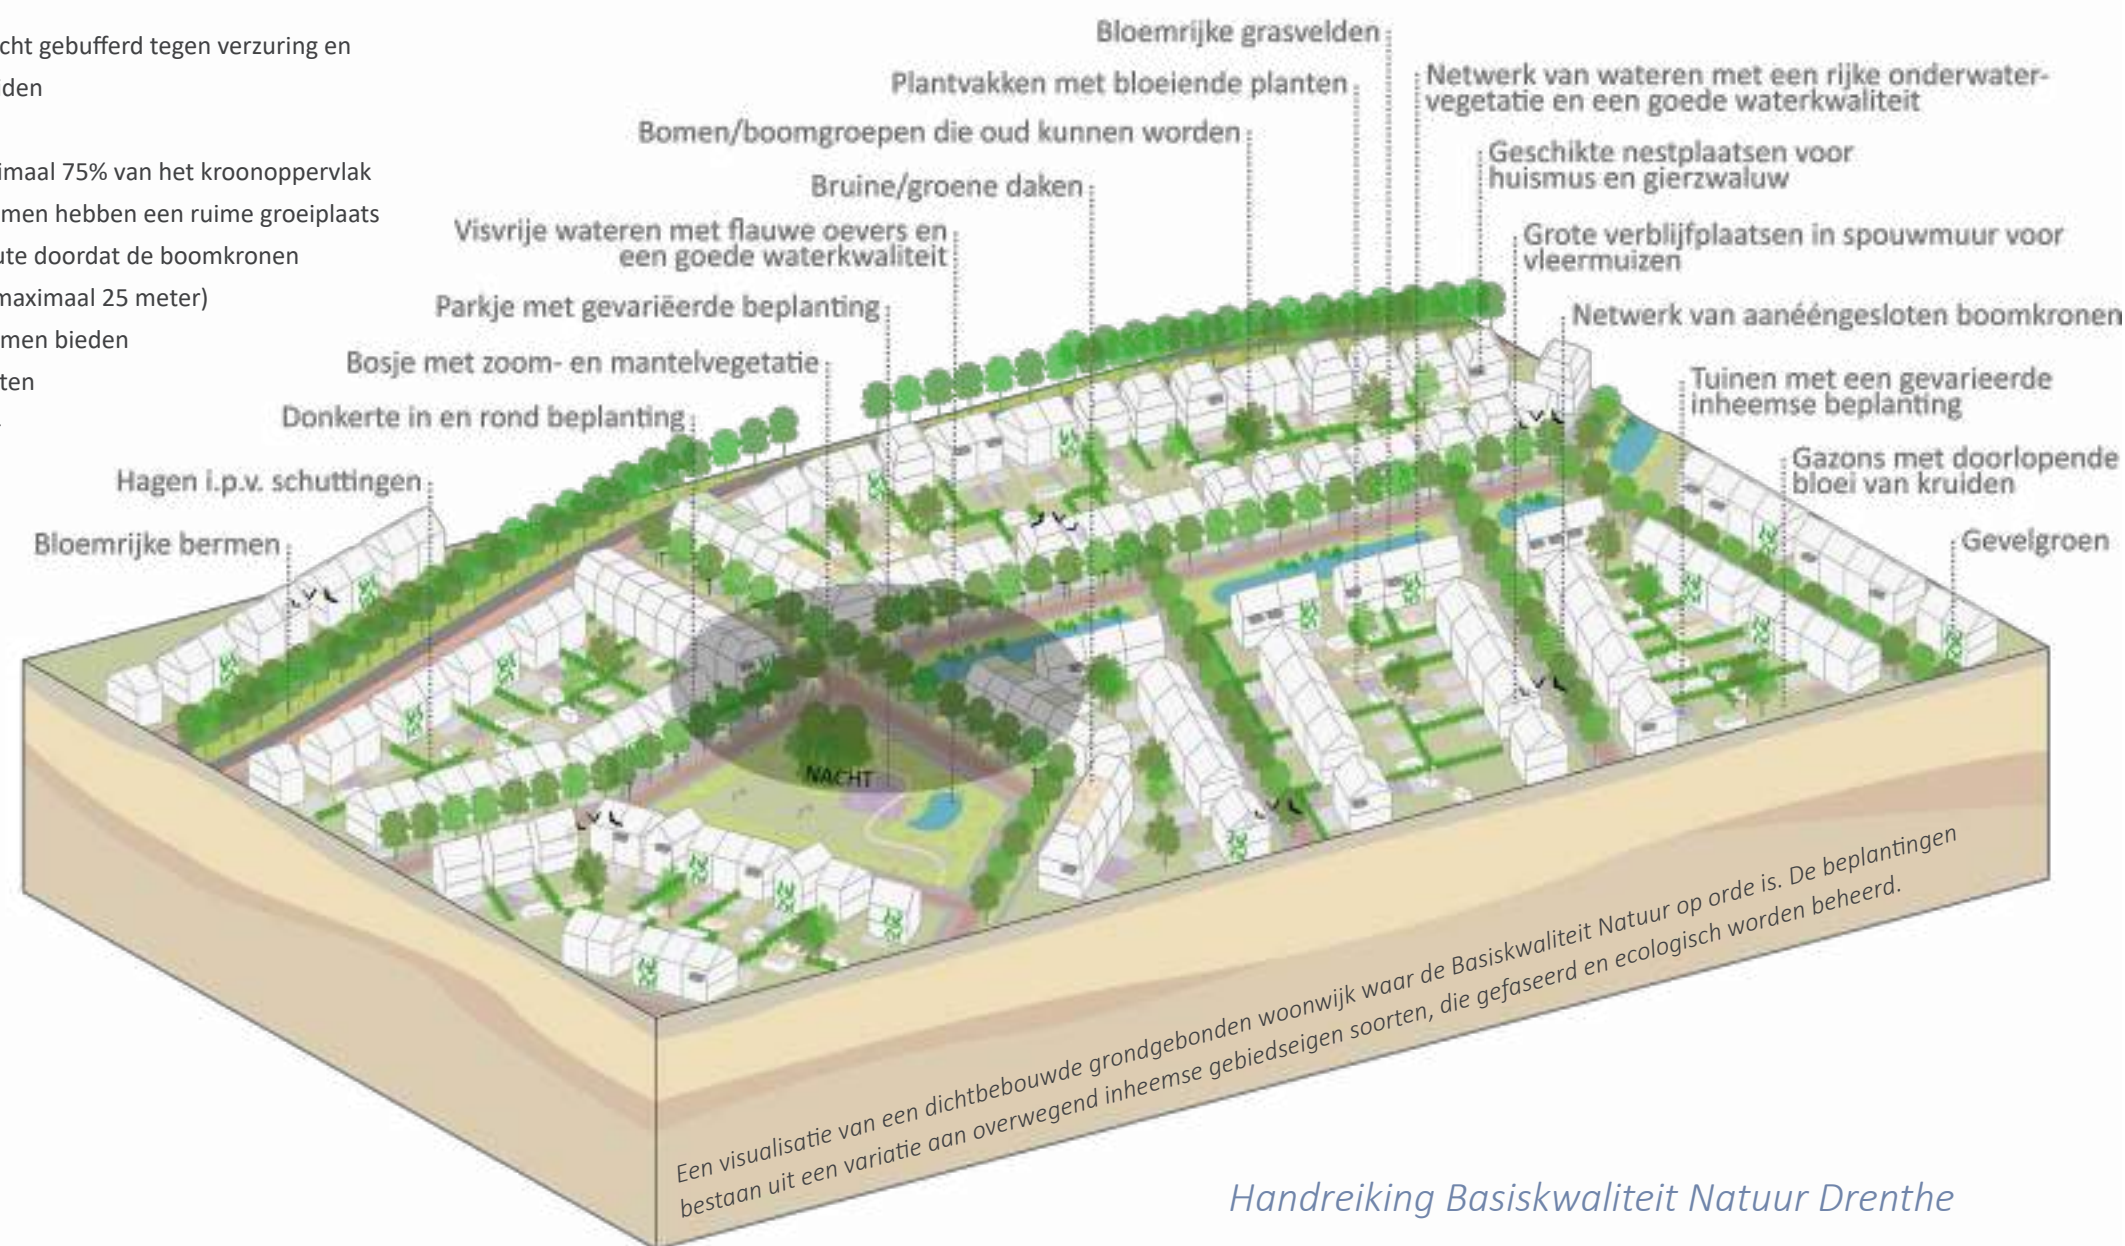 cht gebufferd tegen verzuring en
den
imaal 75% van het kroonoppervlak
men hebben een ruime groeiplaats
ute doordat de boomkronen
maximaal 25 meter)
men bieden
ten
Bloemrijke grasvelden
Plantvakken met bloeiende planten
Netwerk van wateren met een rijke onderwater-
vegetatie en een goede waterkwaliteit
Bomen/boomgroepen die oud kunnen worden
Geschikte nestplaatsen voor
huismus en gierzwaluw
Bruine/groene daken
Visvrije wateren met flauwe oevers en
een goede waterkwaliteit
Grote verblijfplaatsen in spouwmuur voor
vleermuizen
Parkje met gevariëerde beplanting
Netwerk van aanééngesloten boomkronen
Bosje met zoom- en mantelvegetatie
Tuinen met een gevarieerde
inheemse beplanting
Donkerte in en rond beplanting
Gazons met doorlopende
bloei van kruiden
Hagen i.p.v. schuttingen
Bloemrijke bermen
Gevelgroen
NACHT
Een visualisatie van een dichtbebouwde grondgebonden woonwijk waar de Basiskwaliteit Natuur op orde is. De beplantingen
bestaan uit een variatie aan overwegend inheemse gebiedseigen soorten, die gefaseerd en ecologisch worden beheerd.
Handreiking Basiskwaliteit Natuur Drenthe